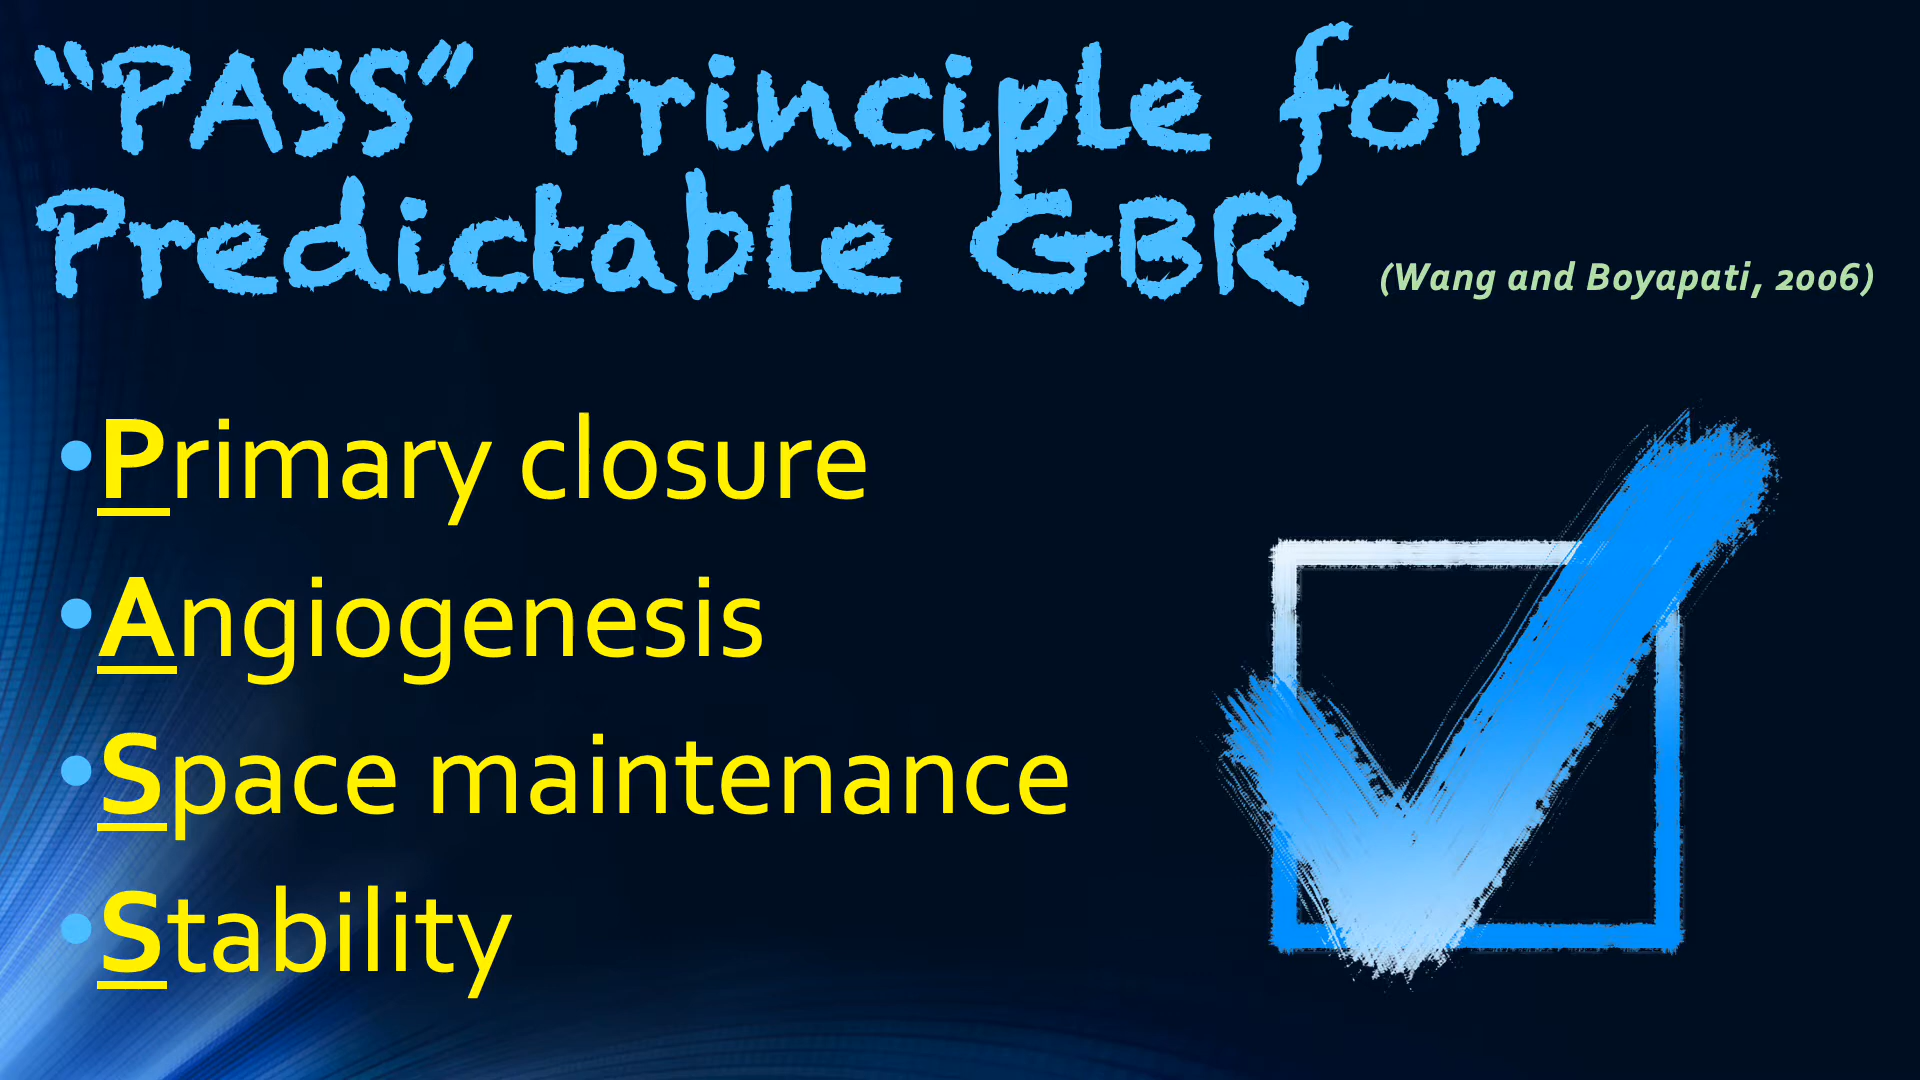 “PASS” Principle for
Predictable GBR (Wang and Boyapati, 2006)
•Primary closure
•Angiogenesis
•Space maintenance
•Stability